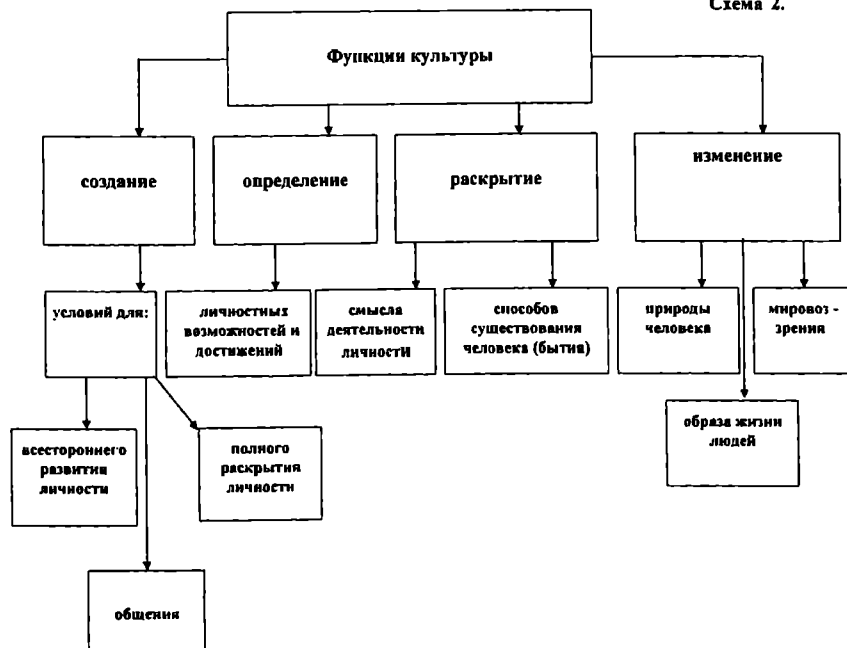 Схема 2.
Функции культуры
создание
определение
раскрытие
изменение
условий для:
личностных
возможностей и
достижений
смысла
деятельности
личности
способов
существования
человека (бытия)
природы
человека
мировоз -
зрения
образа жизни
людей
всестороннего
развития
личности
полного
раскрытия
личности
общения